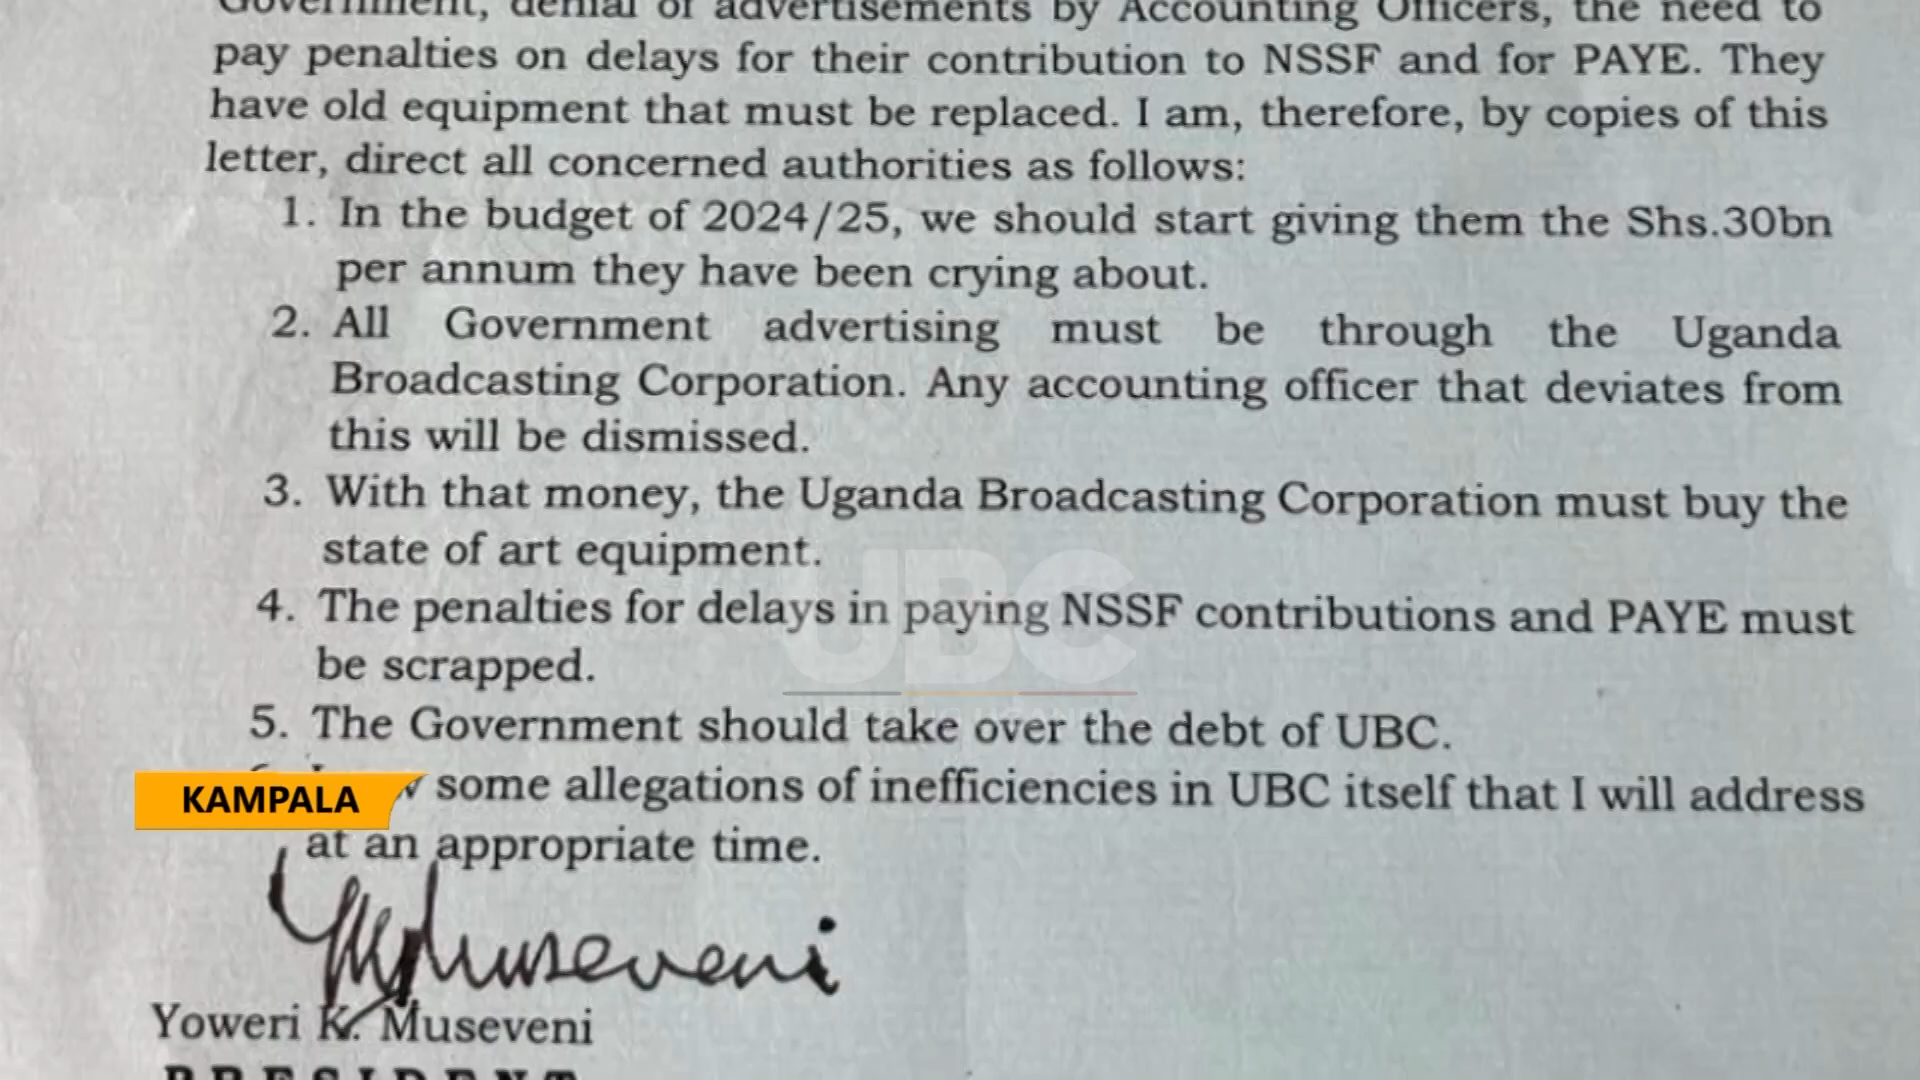 Government, denial of advertisements by Accounting Officers, the need to
pay penalties on delays for their contribution to NSSF and for PAYE. They
have old equipment that must be replaced. I am, therefore, by copies of this
letter, direct all concerned authorities as follows:
1. In the budget of 2024/25, we should start giving them the Shs.30bn
per annum they have been crying about.
2. All Government advertising must be through the Uganda
Broadcasting Corporation. Any accounting officer that deviates from
this will be dismissed.
3. With that money, the Uganda Broadcasting Corporation must buy the
state of art equipment.
UBC
4. The penalties for delays in paying NSSF contributions and PAYE must
be scrapped.
5. The Government should take over the debt of UBC.
KAMPALA
some allegations of inefficiencies in UBC itself that I will address
at an appropriate time.
YKMuseveni
Yoweri K. Museveni
PRESIDENT